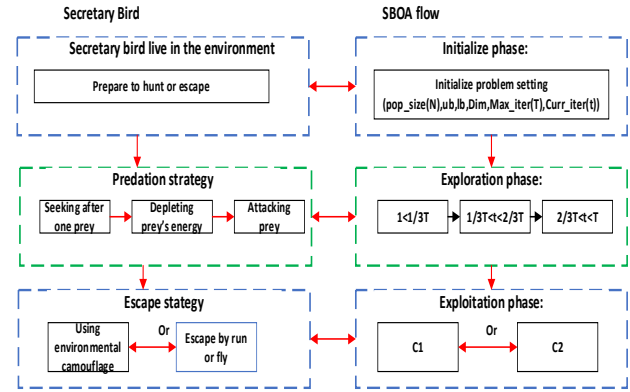 Secretary Bird
SBOA flow
Secretary bird live in the environment
Prepare to hunt or escape
Initialize phase:
Initialize problem setting
(pop_size(N),ub,lb,Dim,Max_iter(T),Curr_iter(t))
Predation strategy
Seeking after
one prey
Depleting
prey's energy
Attacking
prey
Exploration phase:
1<1/3T
1/3T<t<2/3T
2/3T<t<T
Escape stategy
Using
environmental
camouflage
Or
Escape by run
or fly
Exploitation phase:
C1
Or
C2